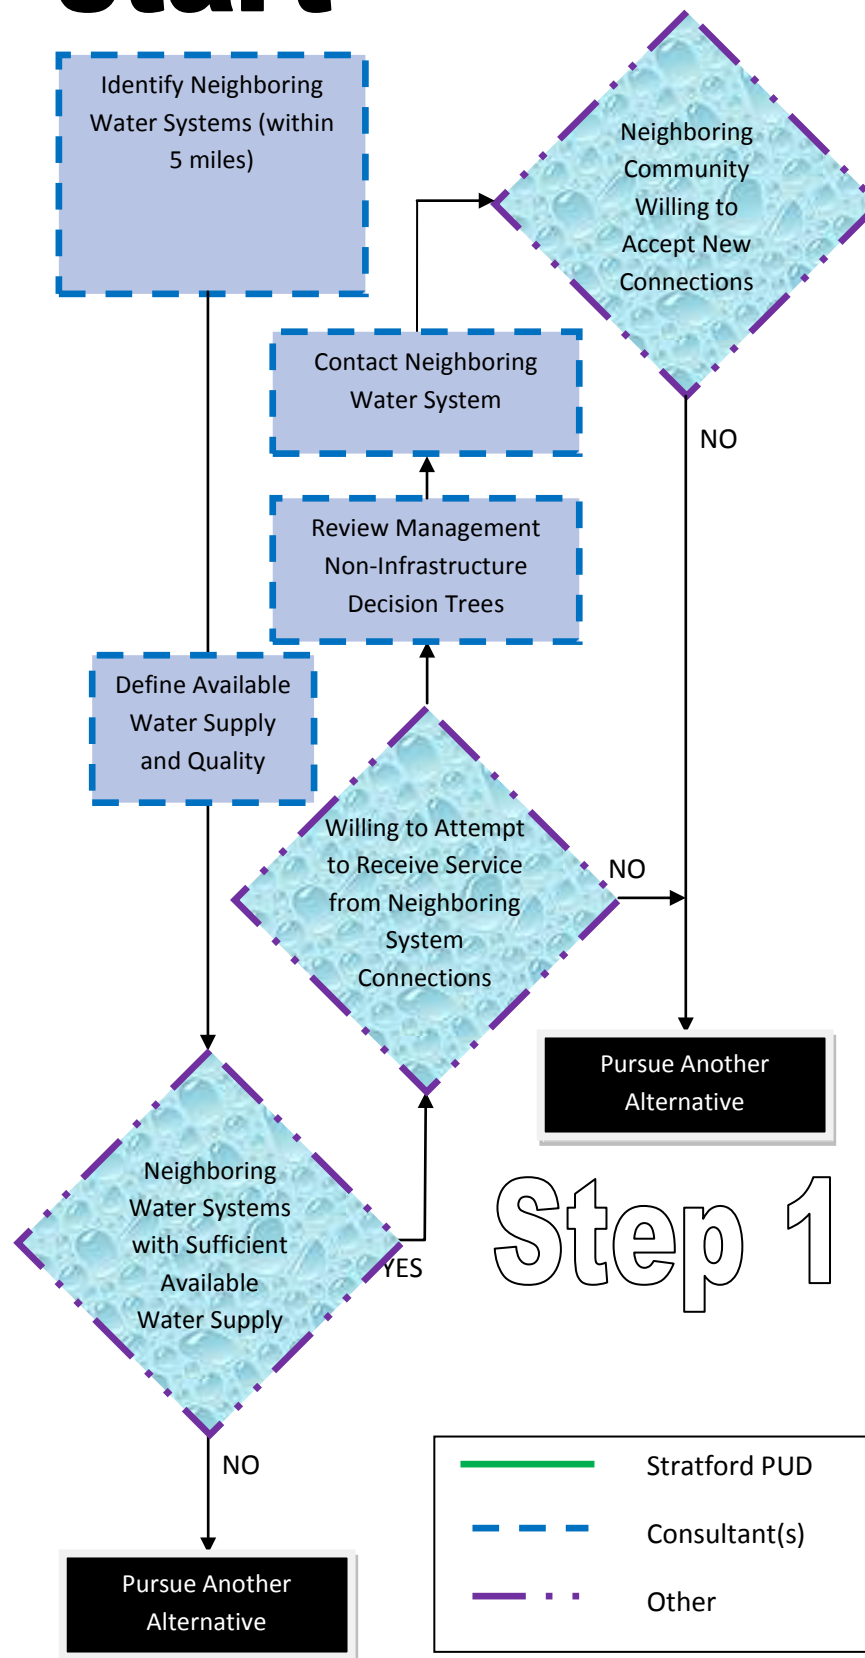 Start
Identify Neighboring
Water Systems (within
5 miles)
Neighboring
Community
Willing to
Accept New
Connections
Contact Neighboring
Water System
NO
Review Management
Non-Infrastructure
Decision Trees
Define Available
Water Supply
and Quality
Willing to Attempt
to Receive Service
from Neighboring
System
Connections
NO
Pursue Another
Alternative
Neighboring
Water Systems
with Sufficient
Available
Water Supply
YES
Step 1
NO
Pursue Another
Alternative
Stratford PUD
Consultant(s)
Other